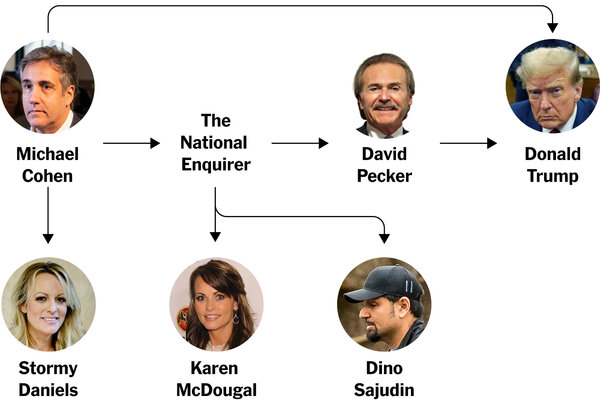 Michael
Cohen
The
National
Enquirer
David
Pecker
Donald
Trump
Stormy
Daniels
Karen
McDougal
Dino
Sajudin